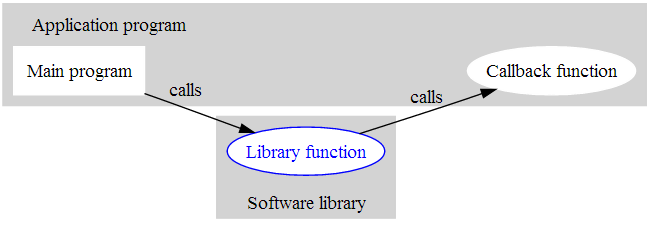 Application program
Main program
Callback function
calls
calls
Library function
Software library